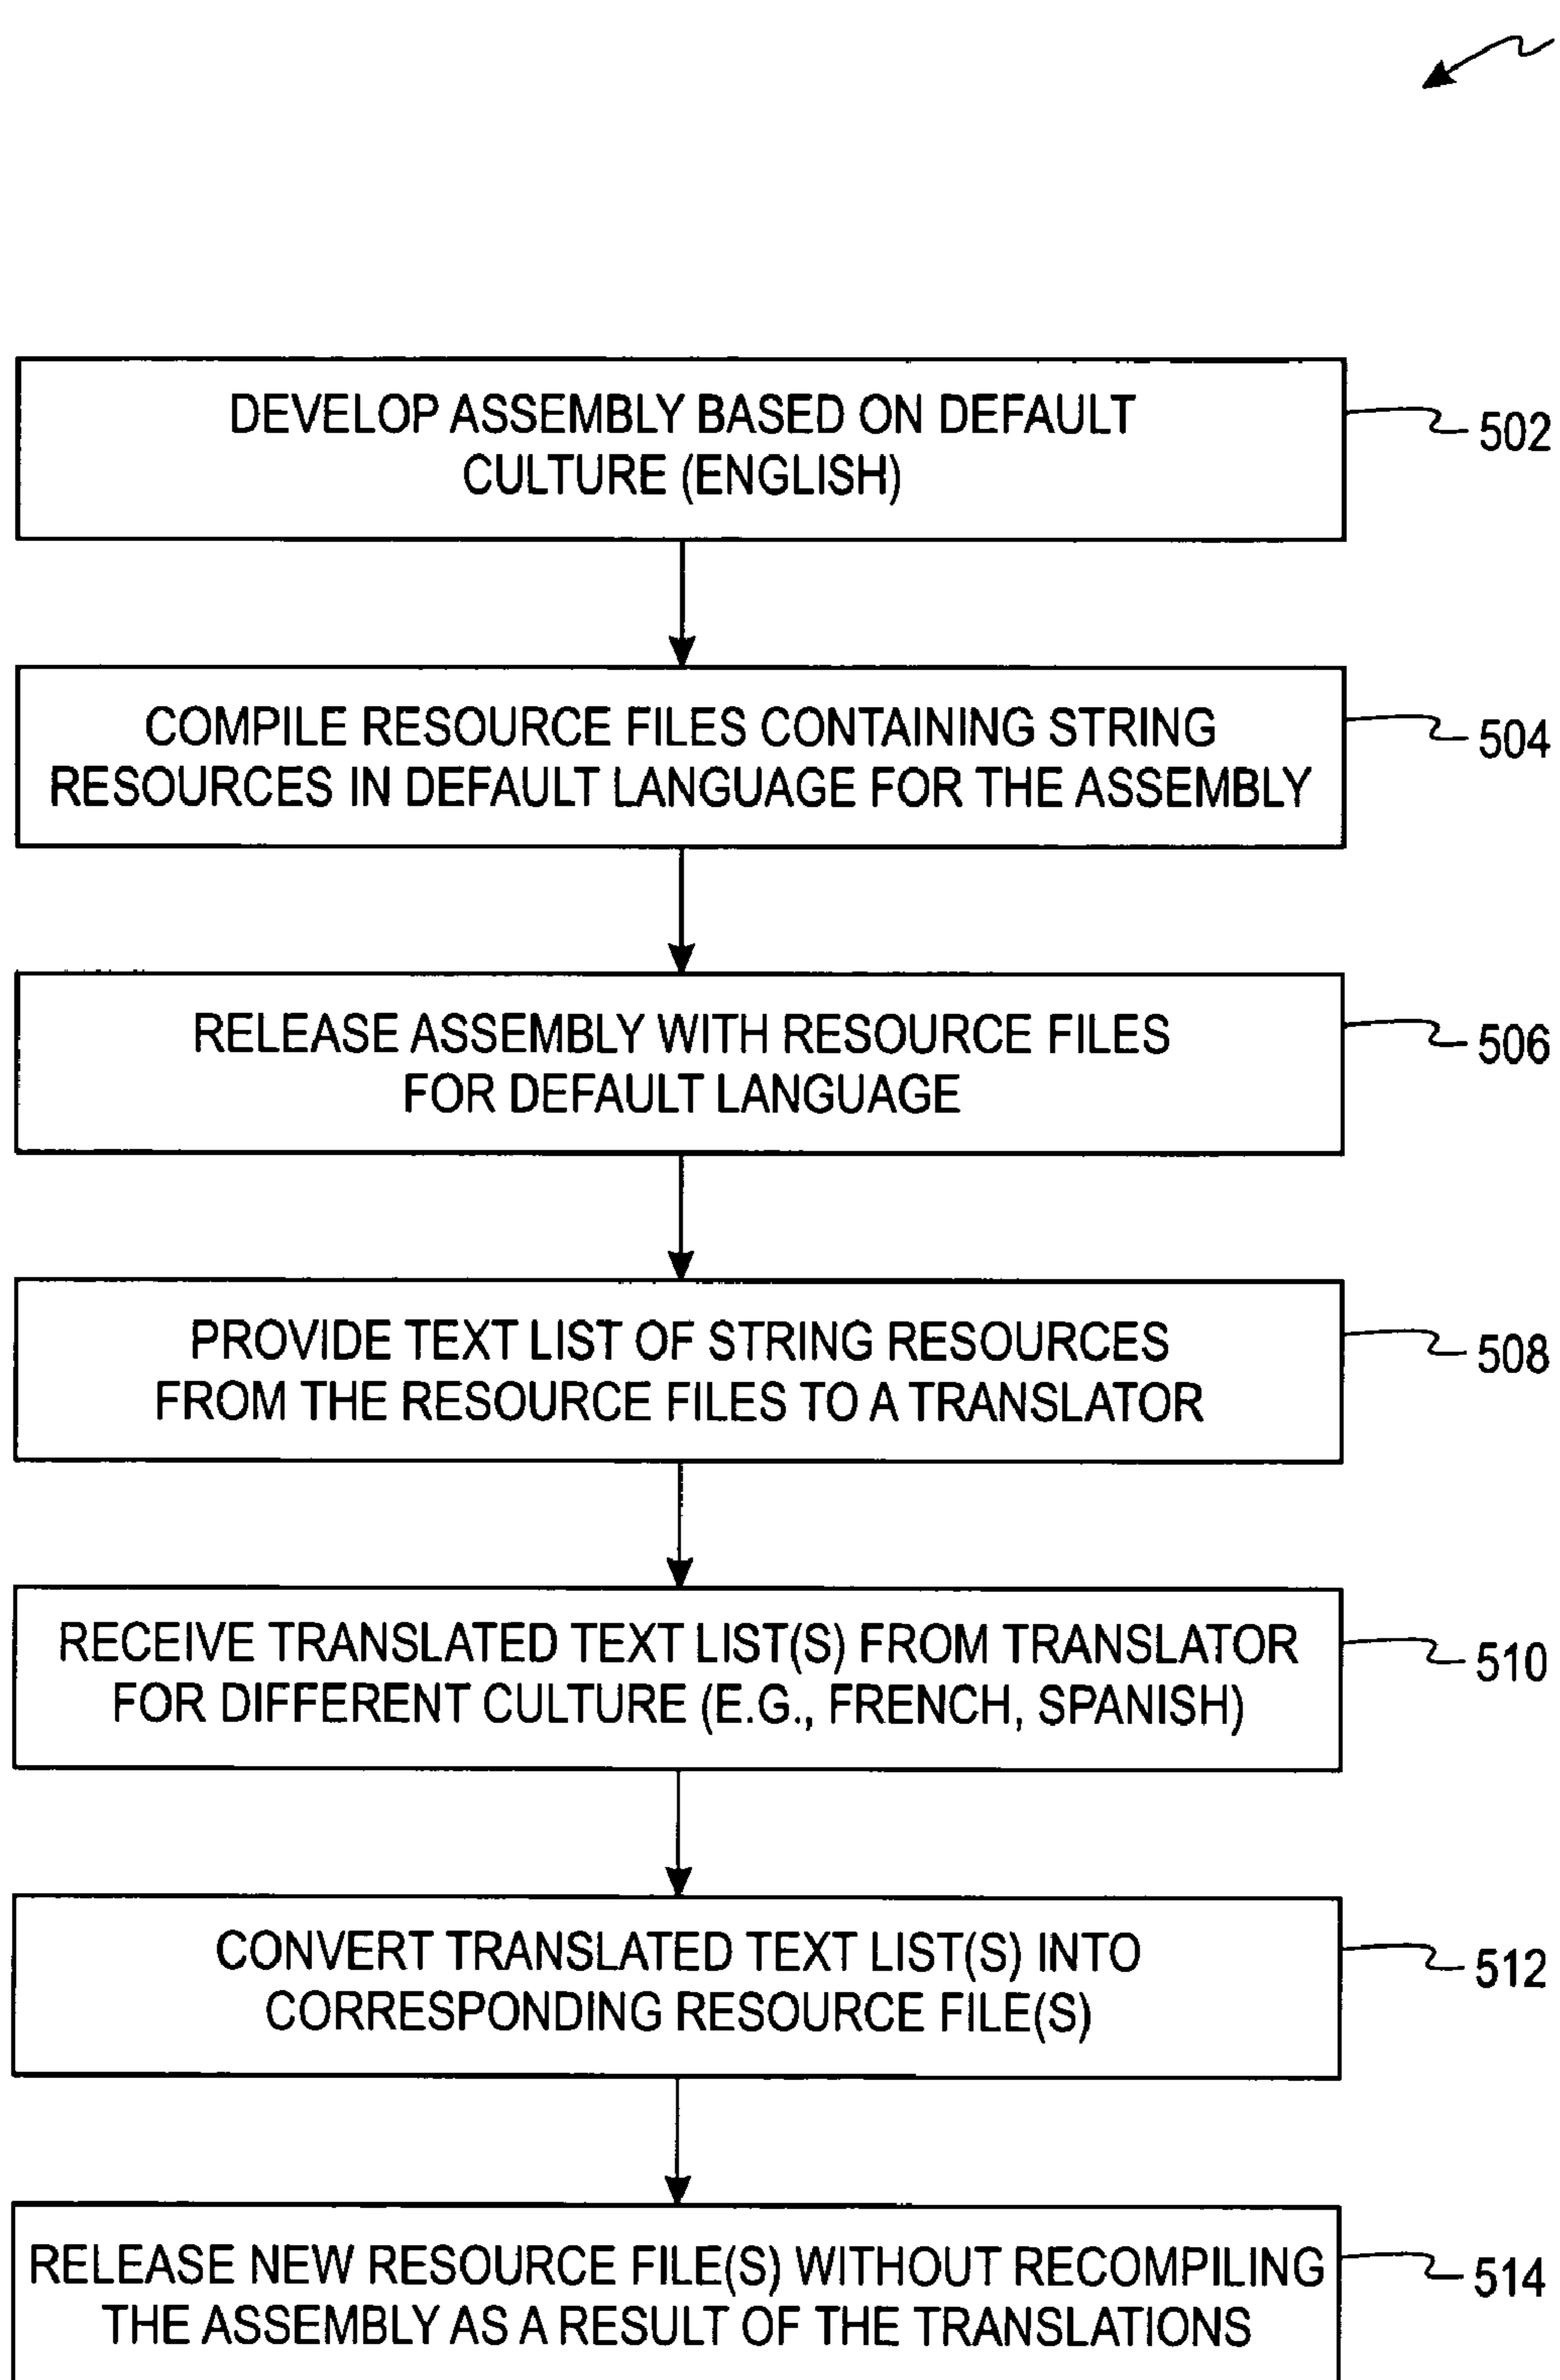 DEVELOP ASSEMBLY BASED ON DEFAULT
CULTURE (ENGLISH)
502
COMPILE RESOURCE FILES CONTAINING STRING
RESOURCES IN DEFAULT LANGUAGE FOR THE ASSEMBLY
504
RELEASE ASSEMBLY WITH RESOURCE FILES
FOR DEFAULT LANGUAGE
506
PROVIDE TEXT LIST OF STRING RESOURCES
FROM THE RESOURCE FILES TO A TRANSLATOR
508
RECEIVE TRANSLATED TEXT LIST(S) FROM TRANSLATOR
FOR DIFFERENT CULTURE (E.G., FRENCH, SPANISH)
510
CONVERT TRANSLATED TEXT LIST(S) INTO
CORRESPONDING RESOURCE FILE(S)
512
RELEASE NEW RESOURCE FILE(S) WITHOUT RECOMPILING
THE ASSEMBLY AS A RESULT OF THE TRANSLATIONS
514